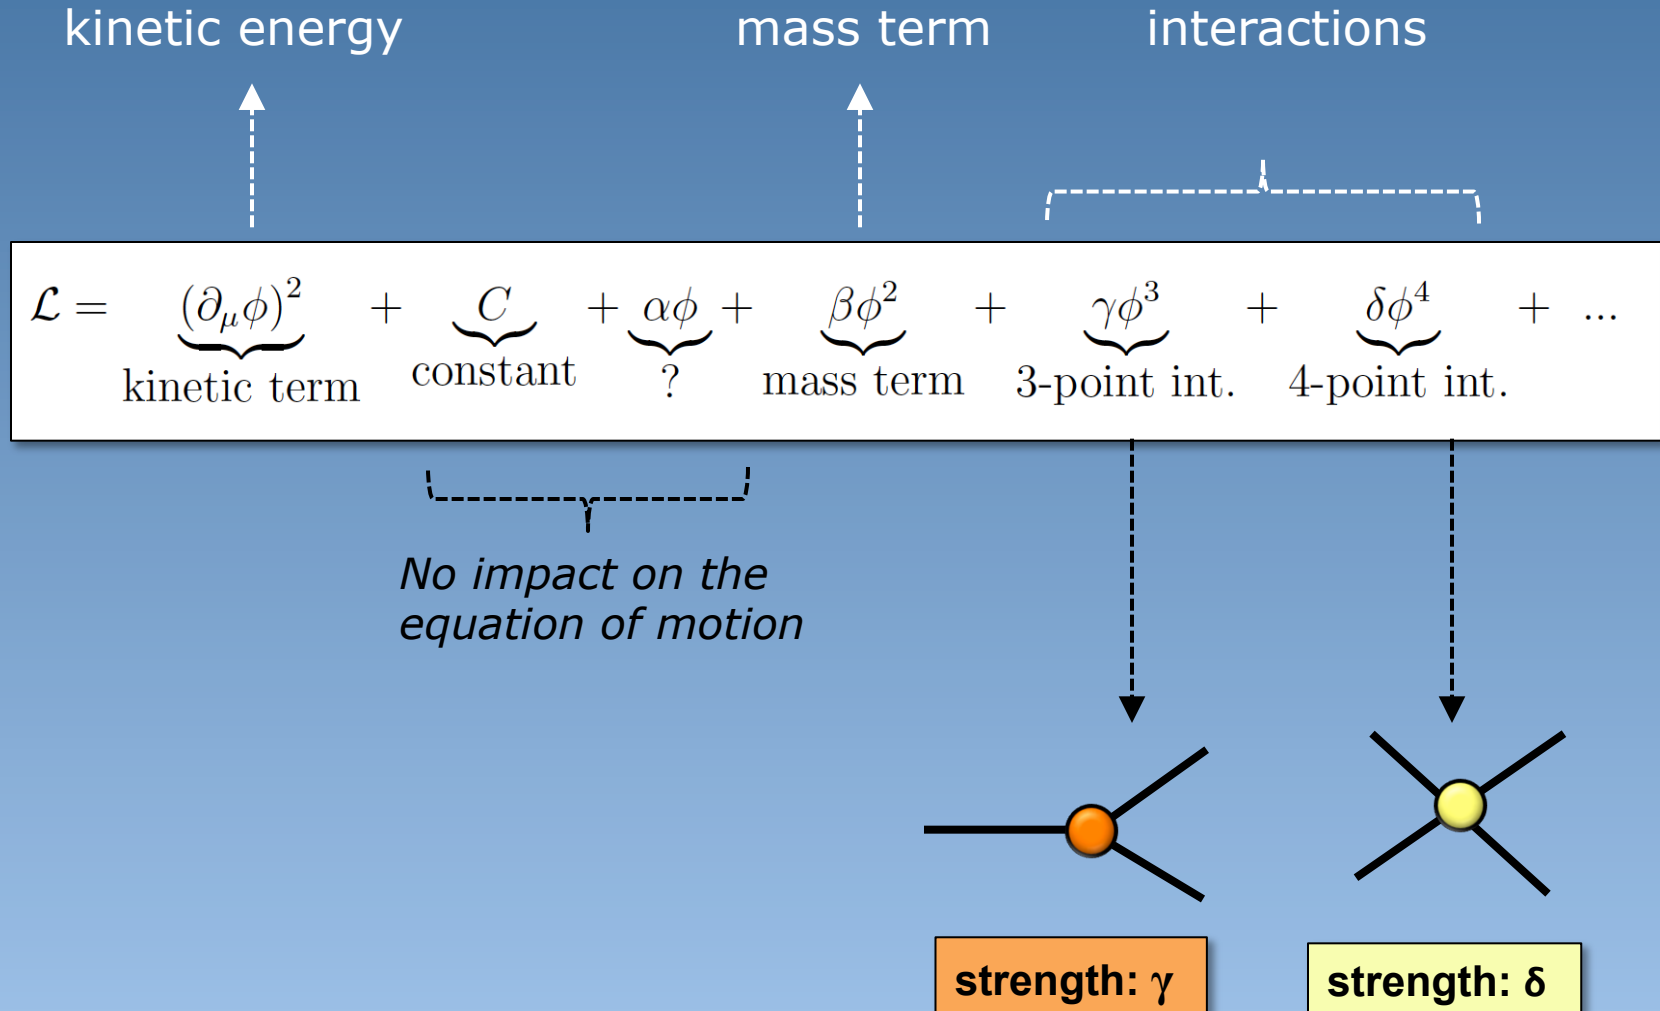 kinetic energy mass term interactions
ℒ = (∂_μϕ)² + C + αϕ + βϕ² + γϕ³ + δϕ⁴ + ...
kinetic term constant ? mass term 3-point int. 4-point int.
No impact on the
equation of motion
strength: γ strength: δ